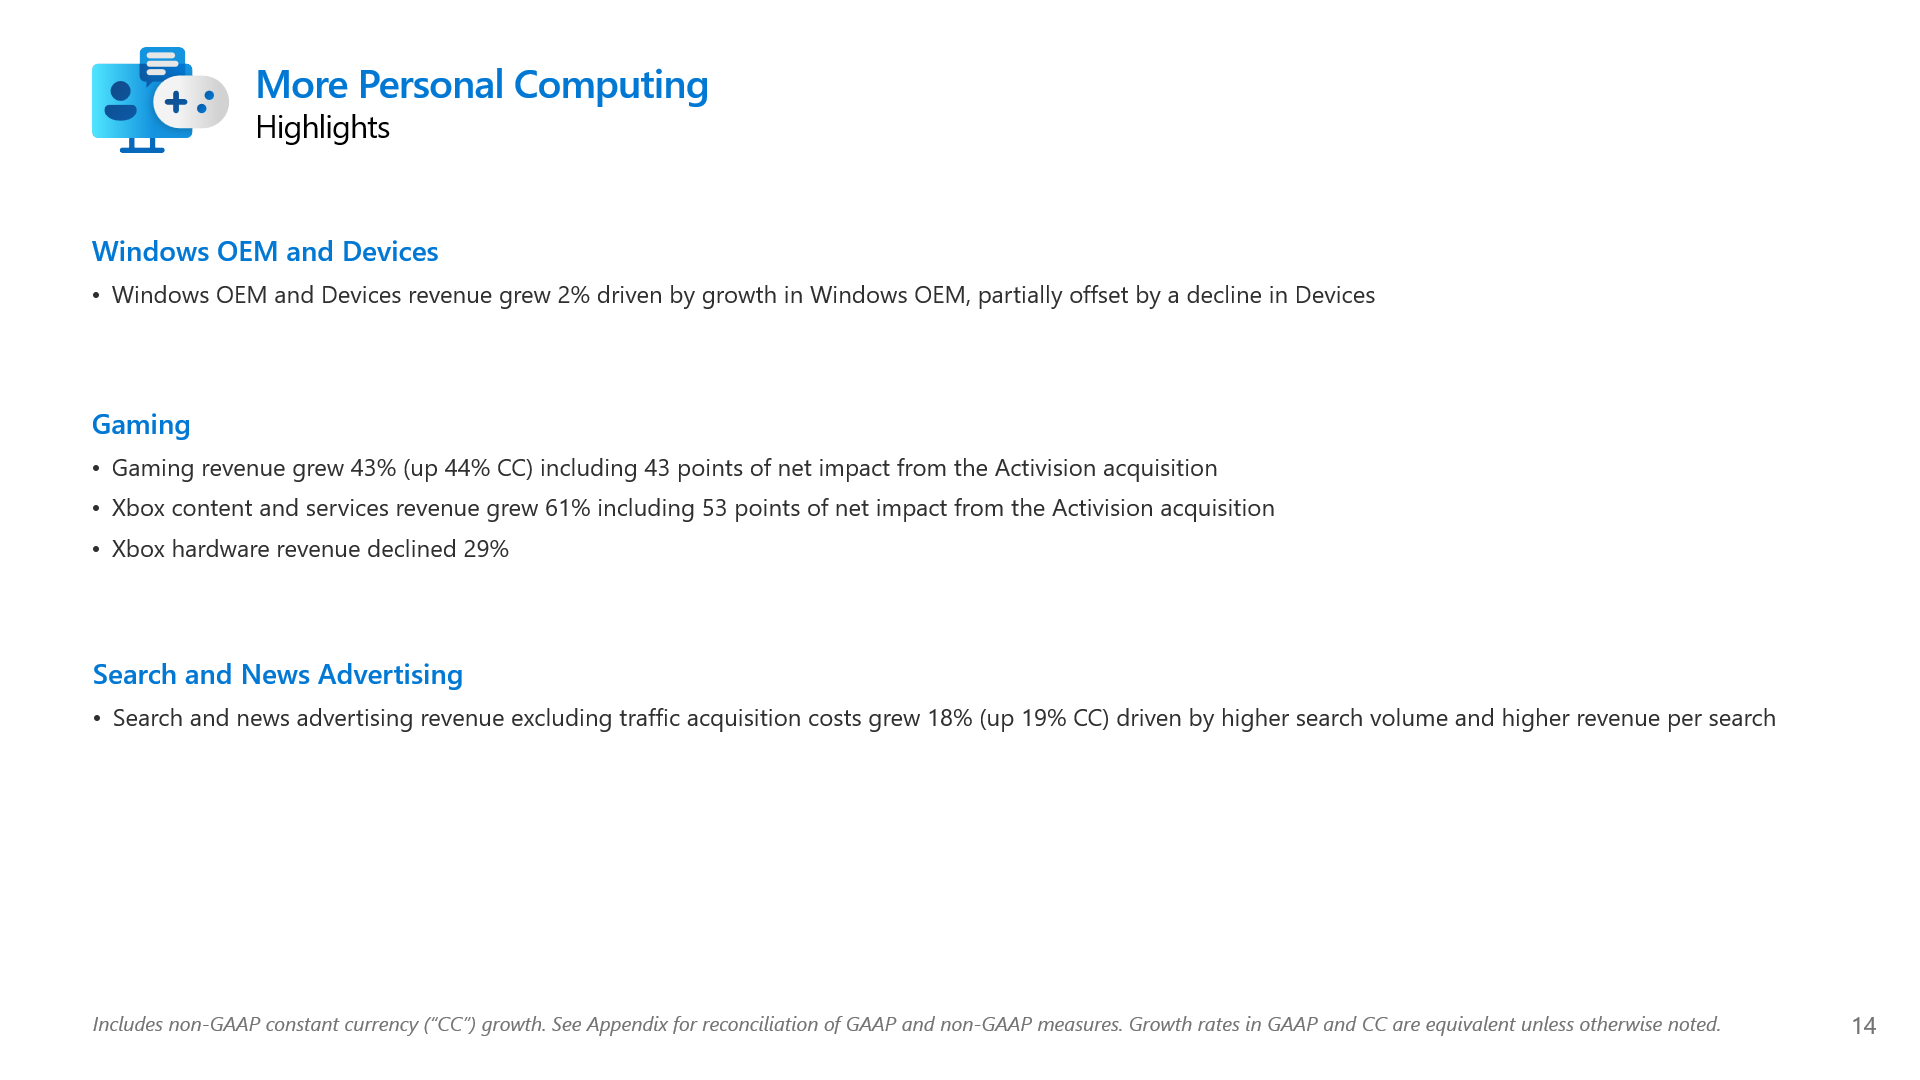 More Personal Computing
Highlights
Windows OEM and Devices
• Windows OEM and Devices revenue grew 2% driven by growth in Windows OEM, partially offset by a decline in Devices
Gaming
• Gaming revenue grew 43% (up 44% CC) including 43 points of net impact from the Activision acquisition
• Xbox content and services revenue grew 61% including 53 points of net impact from the Activision acquisition
• Xbox hardware revenue declined 29%
Search and News Advertising
• Search and news advertising revenue excluding traffic acquisition costs grew 18% (up 19% CC) driven by higher search volume and higher revenue per search
Includes non-GAAP constant currency (“CC”) growth. See Appendix for reconciliation of GAAP and non-GAAP measures. Growth rates in GAAP and CC are equivalent unless otherwise noted.
14